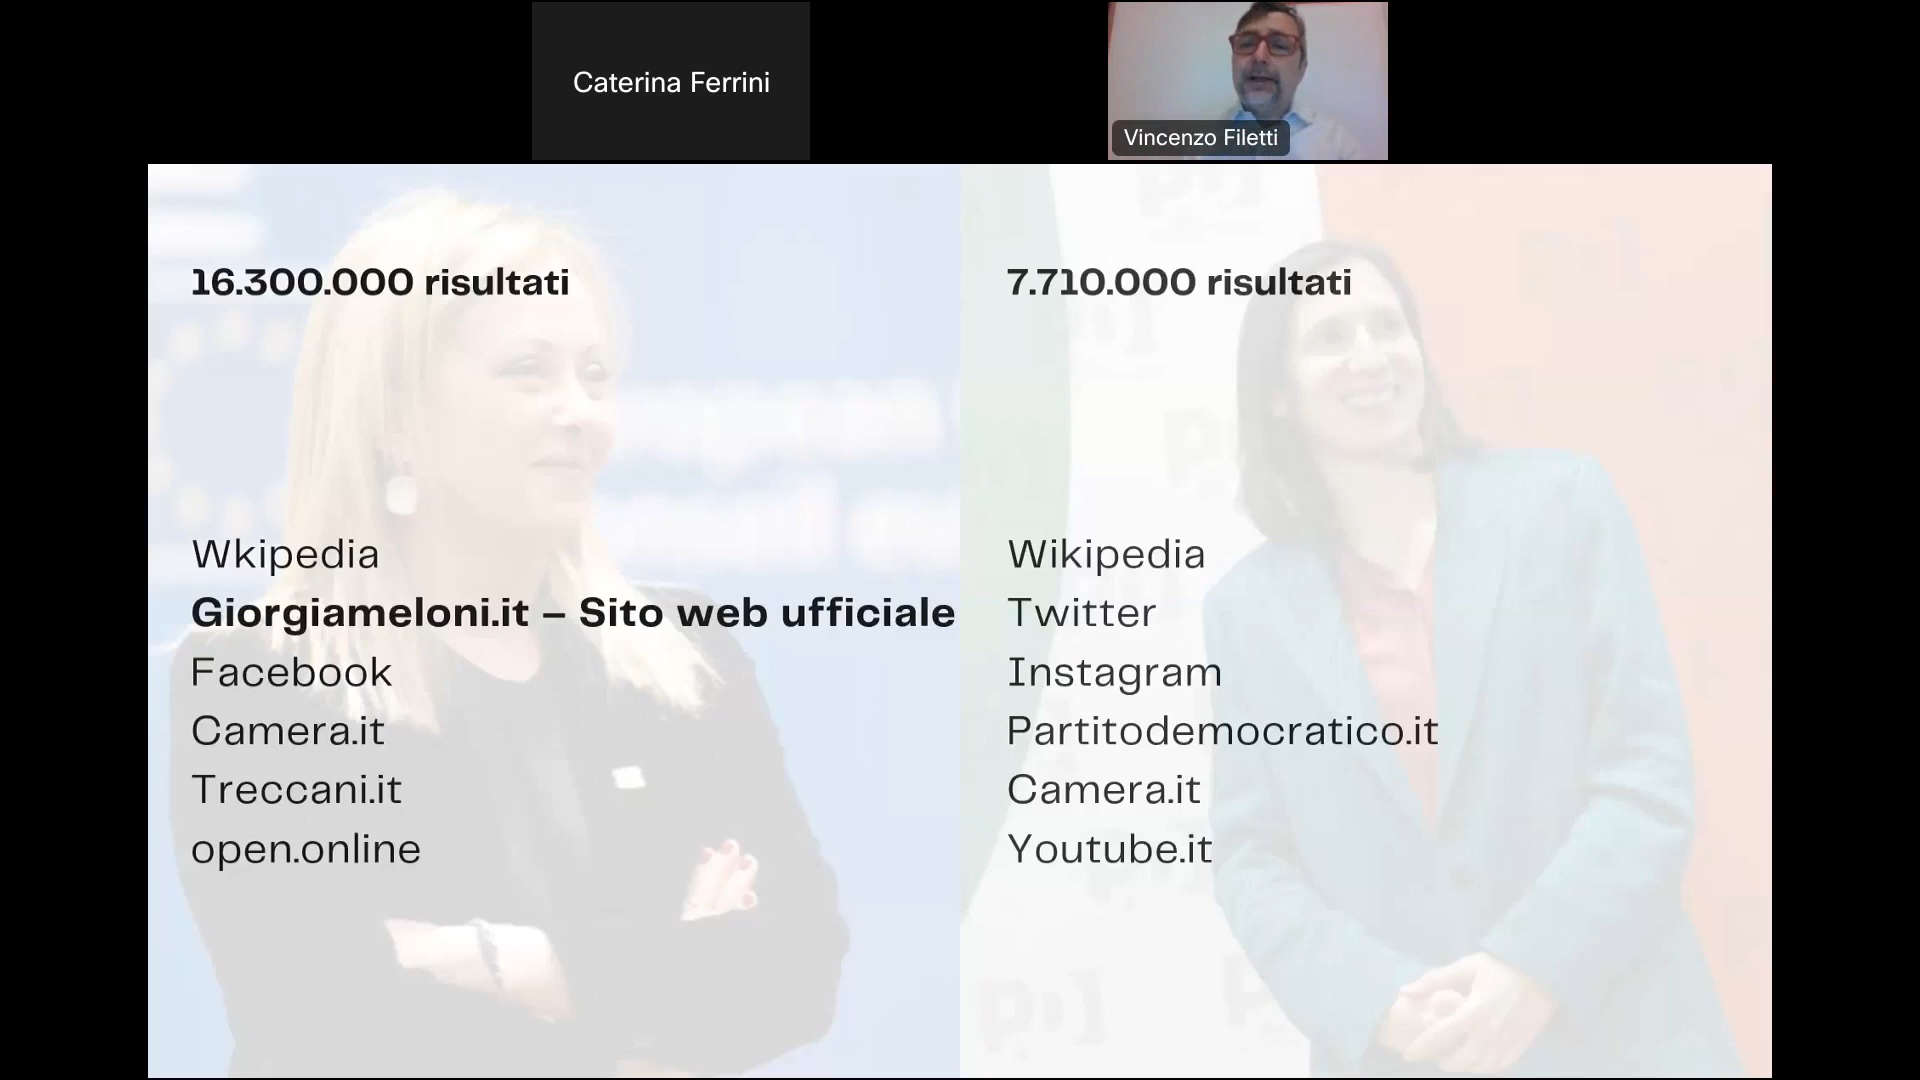 Caterina Ferrini
Vincenzo Filetti
16.300.000 risultati
Wkipedia
Giorgiameloni.it – Sito web ufficiale
Facebook
Camera.it
Treccani.it
open.online
7.710.000 risultati
Wikipedia
Twitter
Instagram
Partitodemocratico.it
Camera.it
Youtube.it